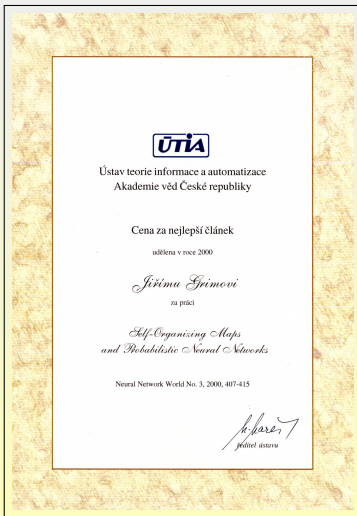 ÚTIA
Ústav teorie informace a automatizace
Akademie věd České republiky
Cena za nejlepší článek
udělena v roce 2000
Jiřímu Grimovi
za práci
Self-Organizing Maps
and Probabilistic Neural Networks
Neural Network World No. 3, 2000, 407-415
ředitel ústavu